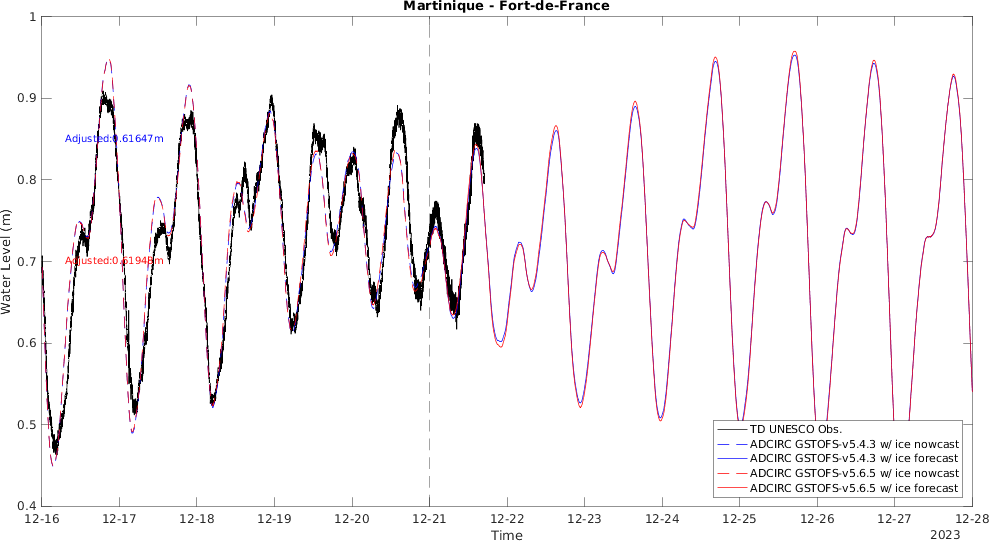 Martinique - Fort-de-France
Water Level (m)
1
0.9
0.8
0.7
0.6
0.5
0.4
Adjusted:0.61647m
TD UNESCO Obs.
ADCIRC GSTOFS-v5.4.3 w/ ice nowcast
ADCIRC GSTOFS-v5.4.3 w/ ice forecast
ADCIRC GSTOFS-v5.6.5 w/ ice nowcast
ADCIRC GSTOFS-v5.6.5 w/ ice forecast
12-16 12-17 12-18 12-19 12-20 12-21 12-22 12-23 12-24 12-25 12-26 12-27 12-28
Time
2023